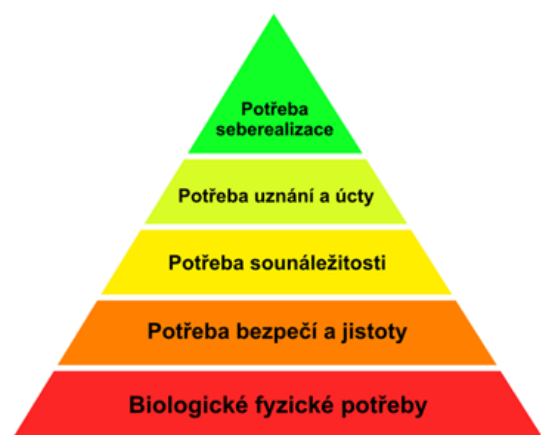 Potřeba
seberealizace
Potřeba uznání a úcty
Potřeba sounáležitosti
Potřeba bezpečí a jistoty
Biologické fyzické potřeby